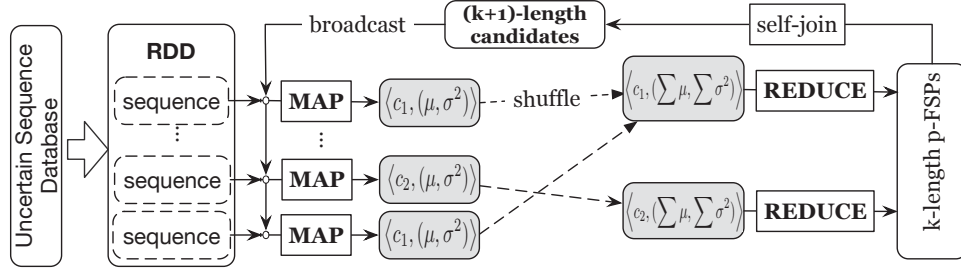 Uncertain Sequence
Database
RDD
sequence
...
sequence
sequence
broadcast
(k+1)-length
candidates
self-join
MAP
...
MAP
MAP
⟨c₁, (μ, σ²)⟩
⟨c₂, (μ, σ²)⟩
⟨c₁, (μ, σ²)⟩
shuffle
⟨c₁, (∑ μ, ∑ σ²)⟩
⟨c₂, (∑ μ, ∑ σ²)⟩
REDUCE
REDUCE
k-length p-FSPs